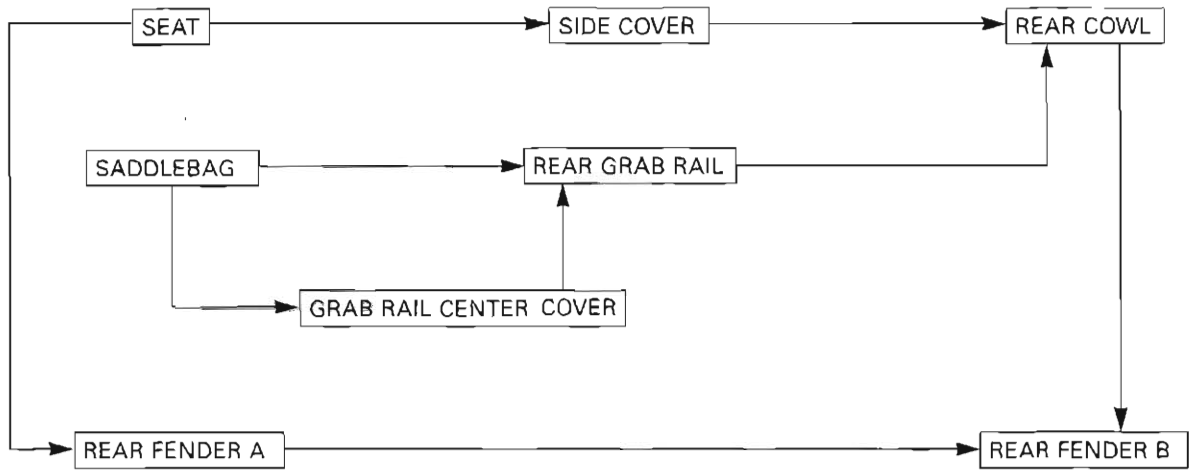 SEAT
SIDE COVER
REAR COWL
SADDLEBAG
REAR GRAB RAIL
GRAB RAIL CENTER COVER
REAR FENDER A
REAR FENDER B